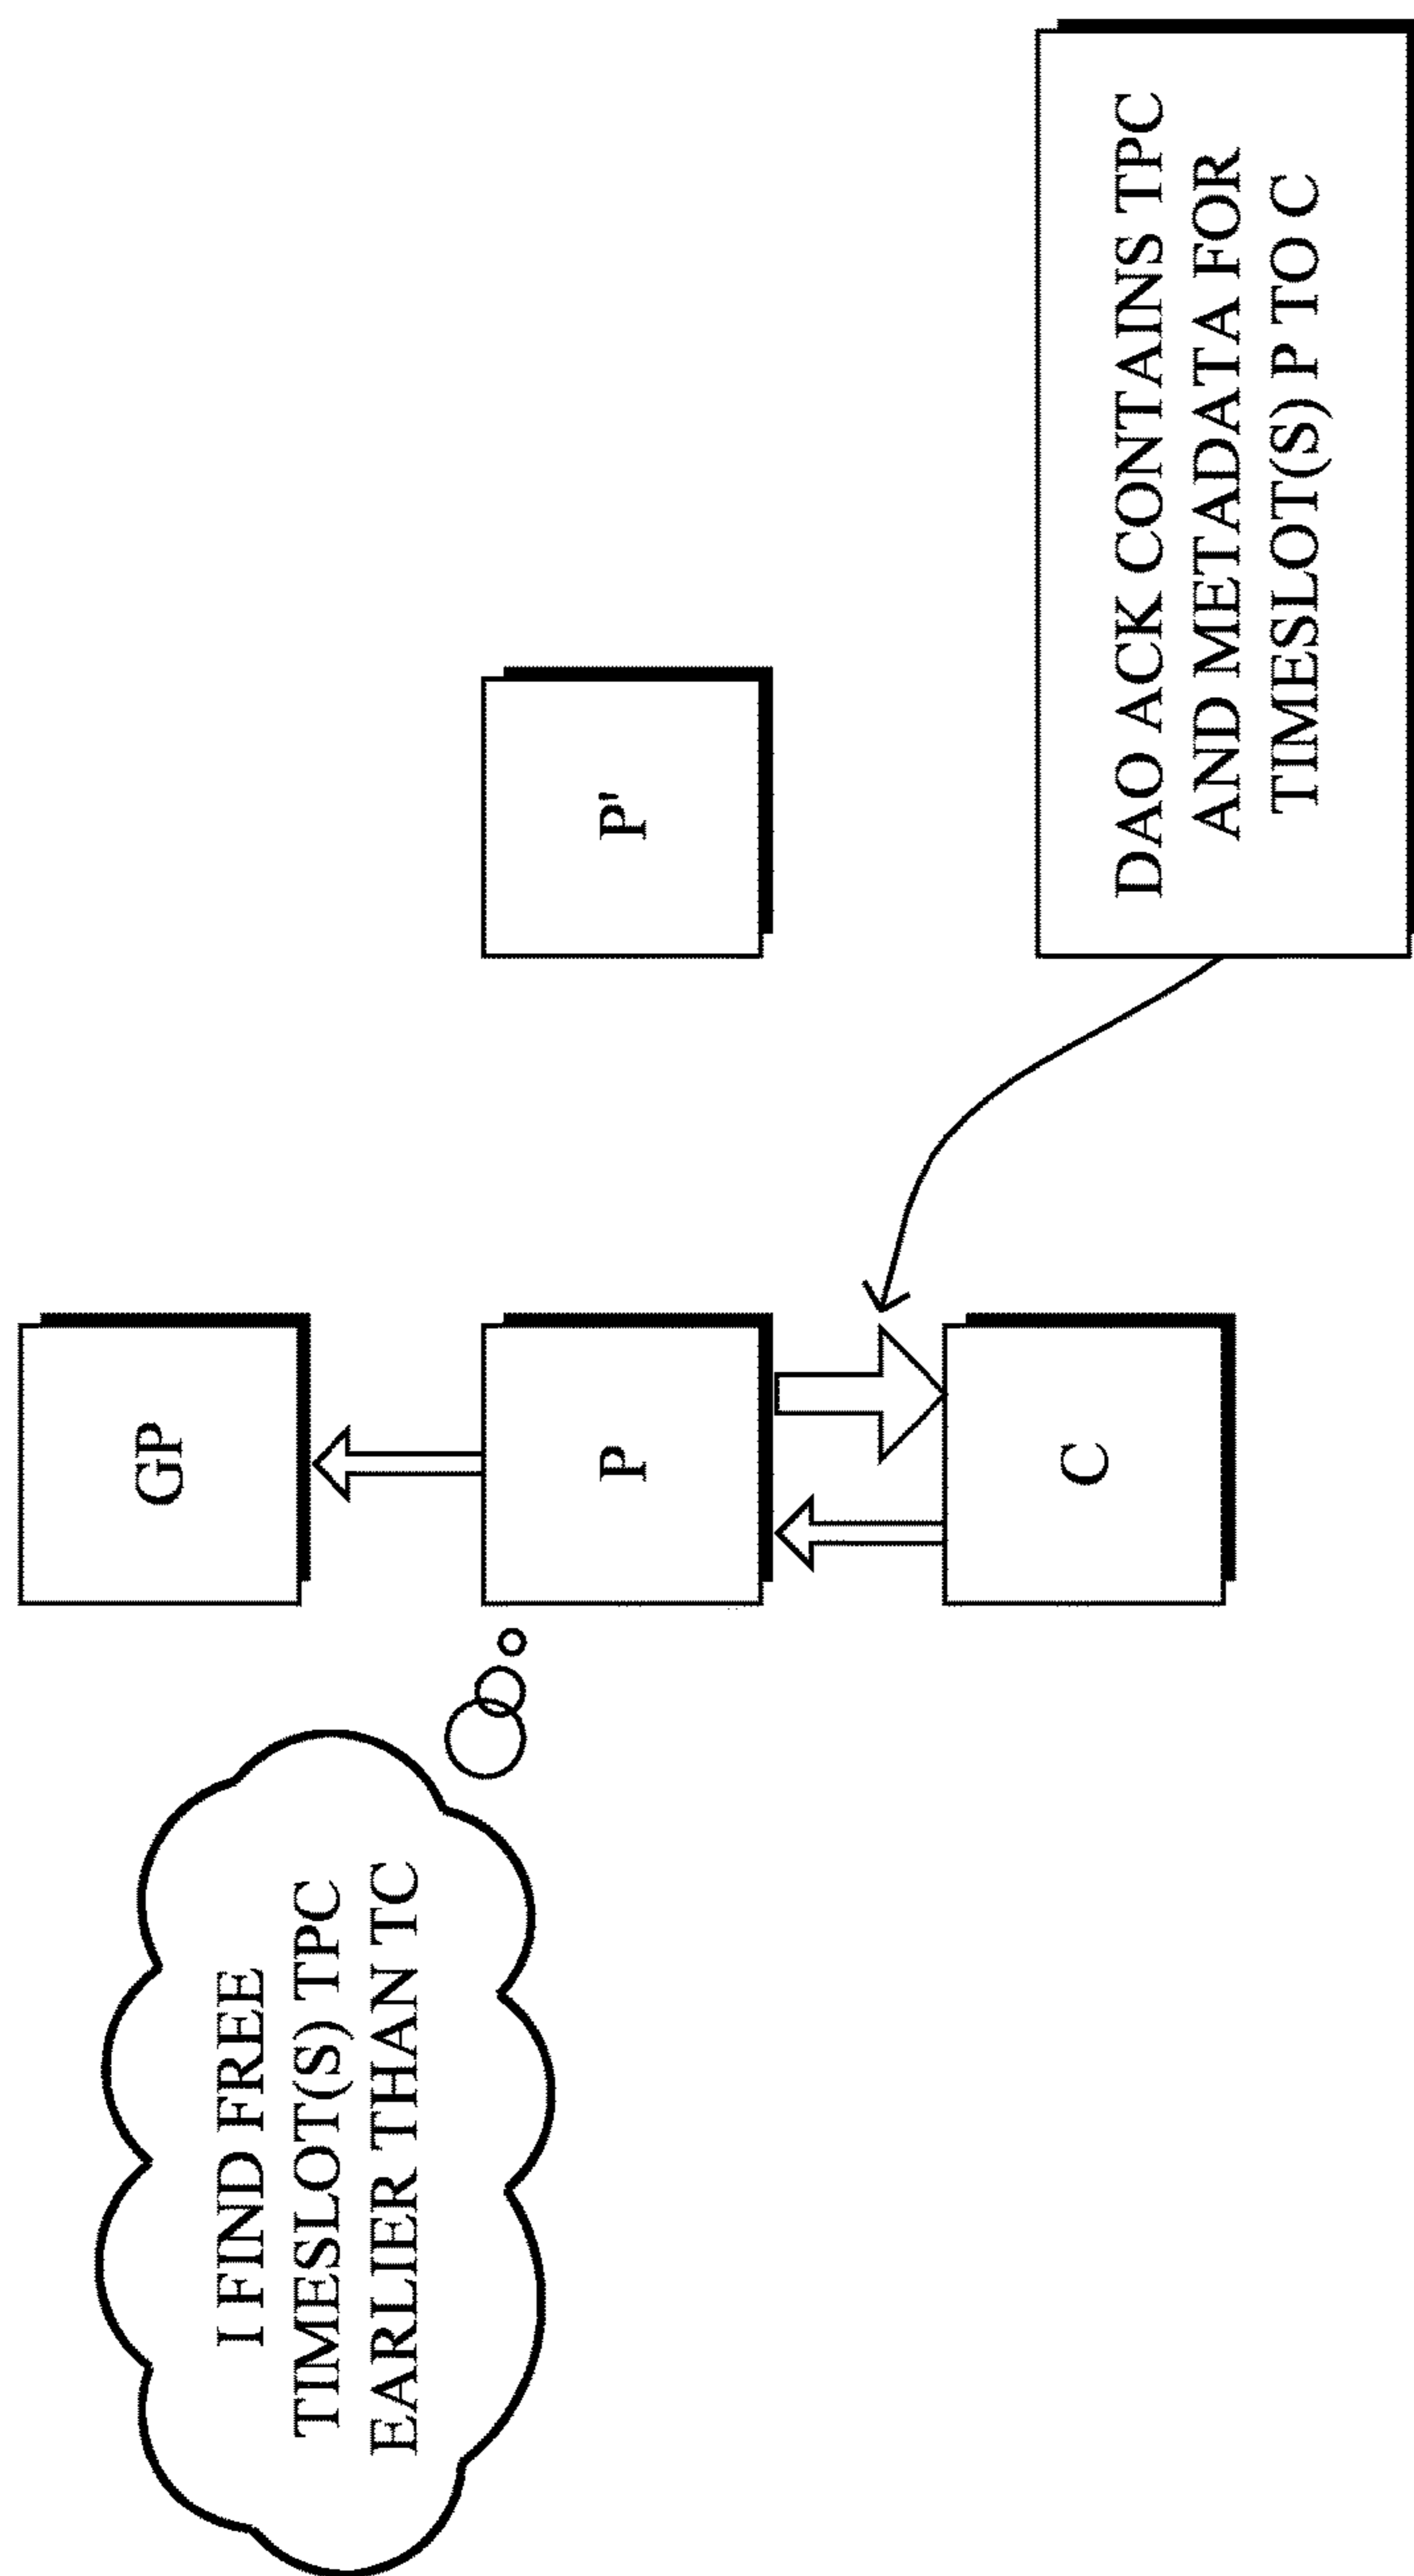 GP
I FIND FREE
TIMESLOT(S) TPC
EARLIER THAN TC
P
P'
C
DAO ACK CONTAINS TPC
AND METADATA FOR
TIMESLOT(S) P TO C